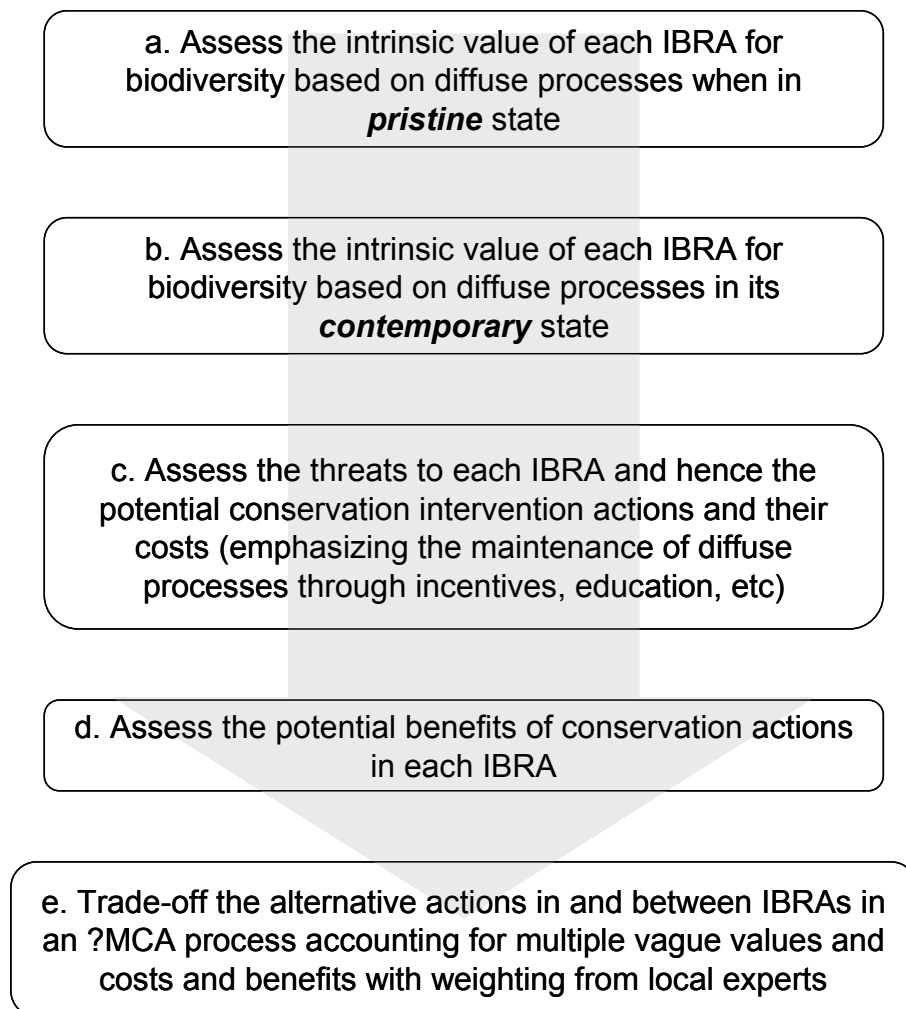 a. Assess the intrinsic value of each IBRA for
biodiversity based on diffuse processes when in
pristine state
b. Assess the intrinsic value of each IBRA for
biodiversity based on diffuse processes in its
contemporary state
c. Assess the threats to each IBRA and hence the
potential conservation intervention actions and their
costs (emphasizing the maintenance of diffuse
processes through incentives, education, etc)
d. Assess the potential benefits of conservation actions
in each IBRA
e. Trade-off the alternative actions in and between IBRAs in
an ?MCA process accounting for multiple vague values and
costs and benefits with weighting from local experts